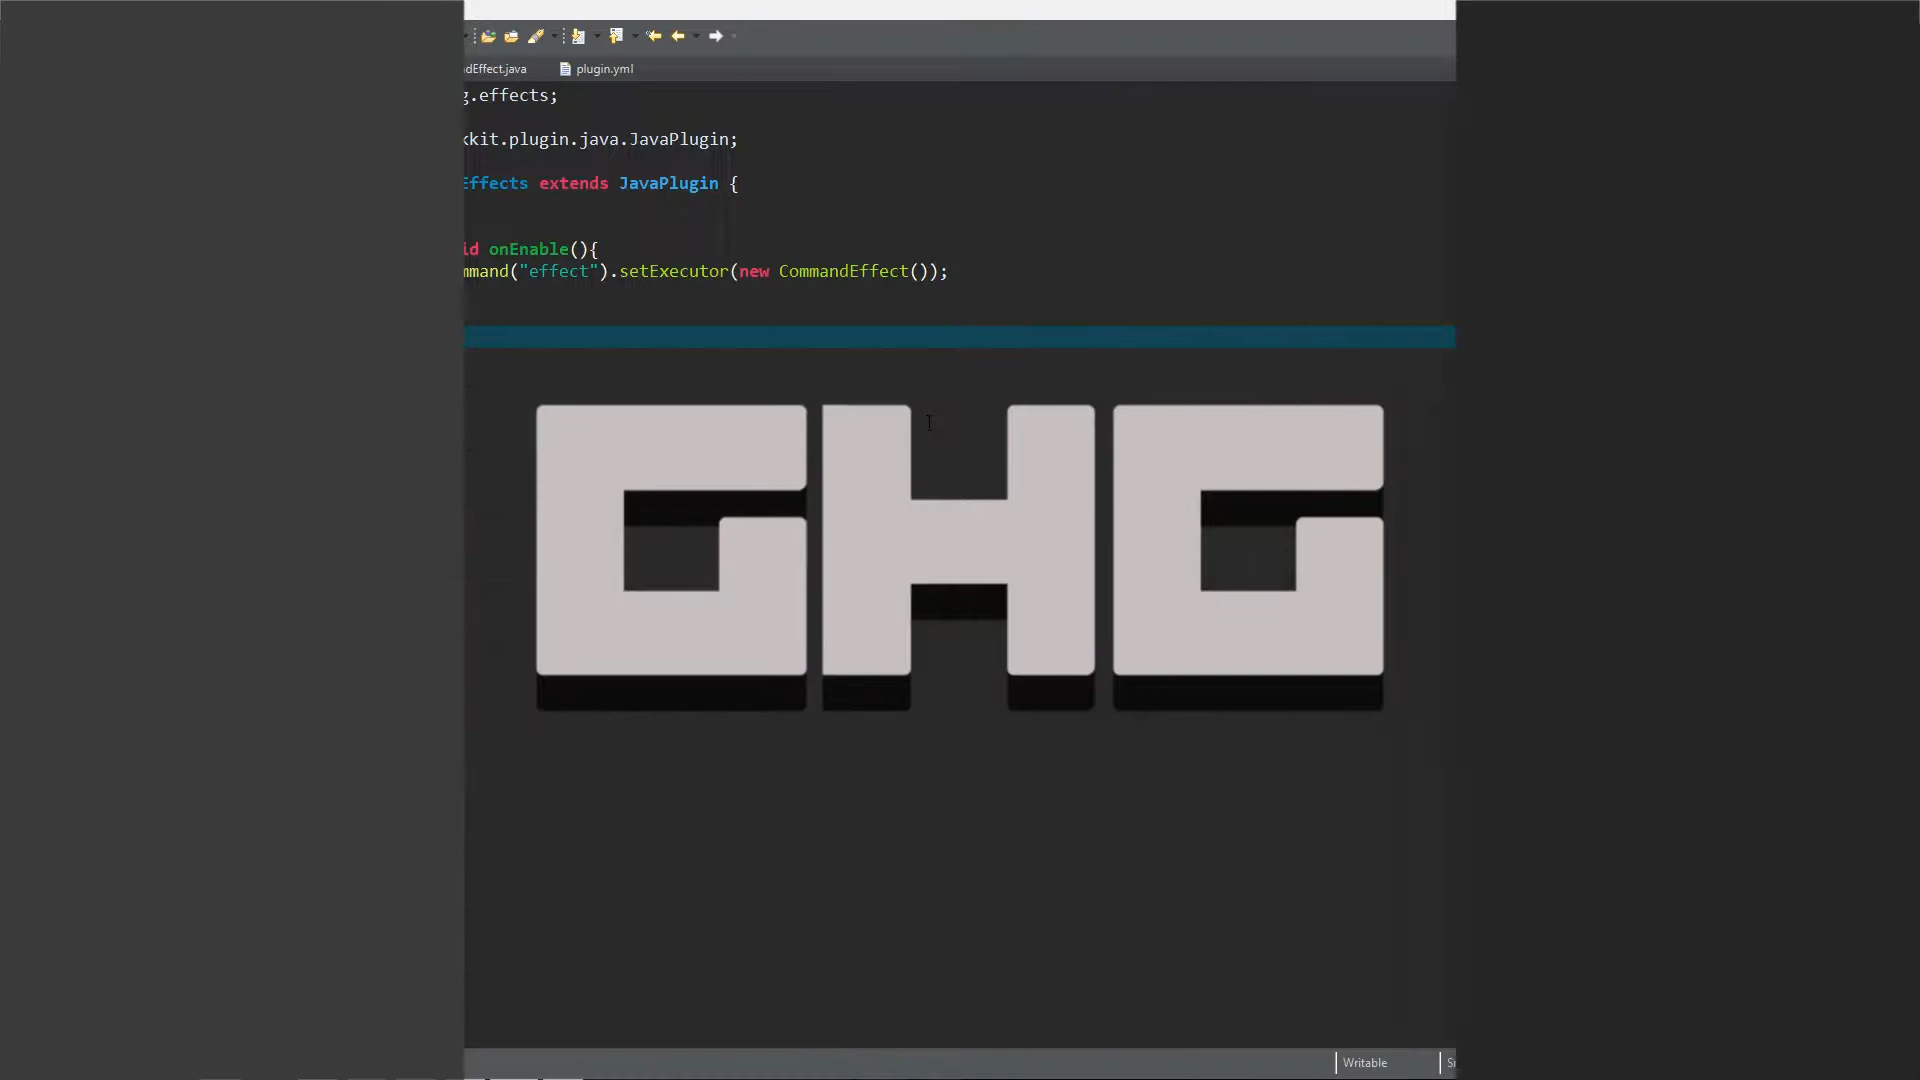 dEffect.java plugin.yml
g.effects;
kkit.plugin.java.JavaPlugin;
Effects extends JavaPlugin {
id onEnable(){
mmand("effect").setExecutor(new CommandEffect());
GHG
Writable